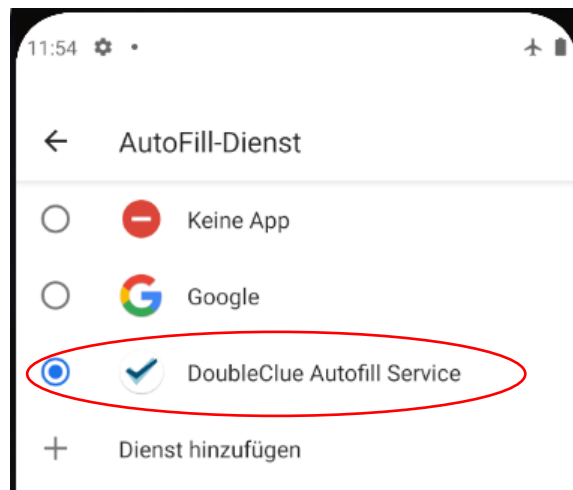 11:54
AutoFill-Dienst
Keine App
Google
DoubleClue Autofill Service
Dienst hinzufügen